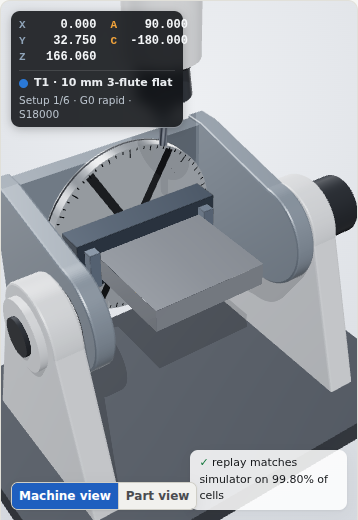 X 0.000 A 90.000
Y 32.750 C -180.000
Z 166.060
T1 · 10 mm 3-flute flat
Setup 1/6 · G0 rapid ·
S18000
✓ replay matches
simulator on 99.80% of
cells
Machine view Part view